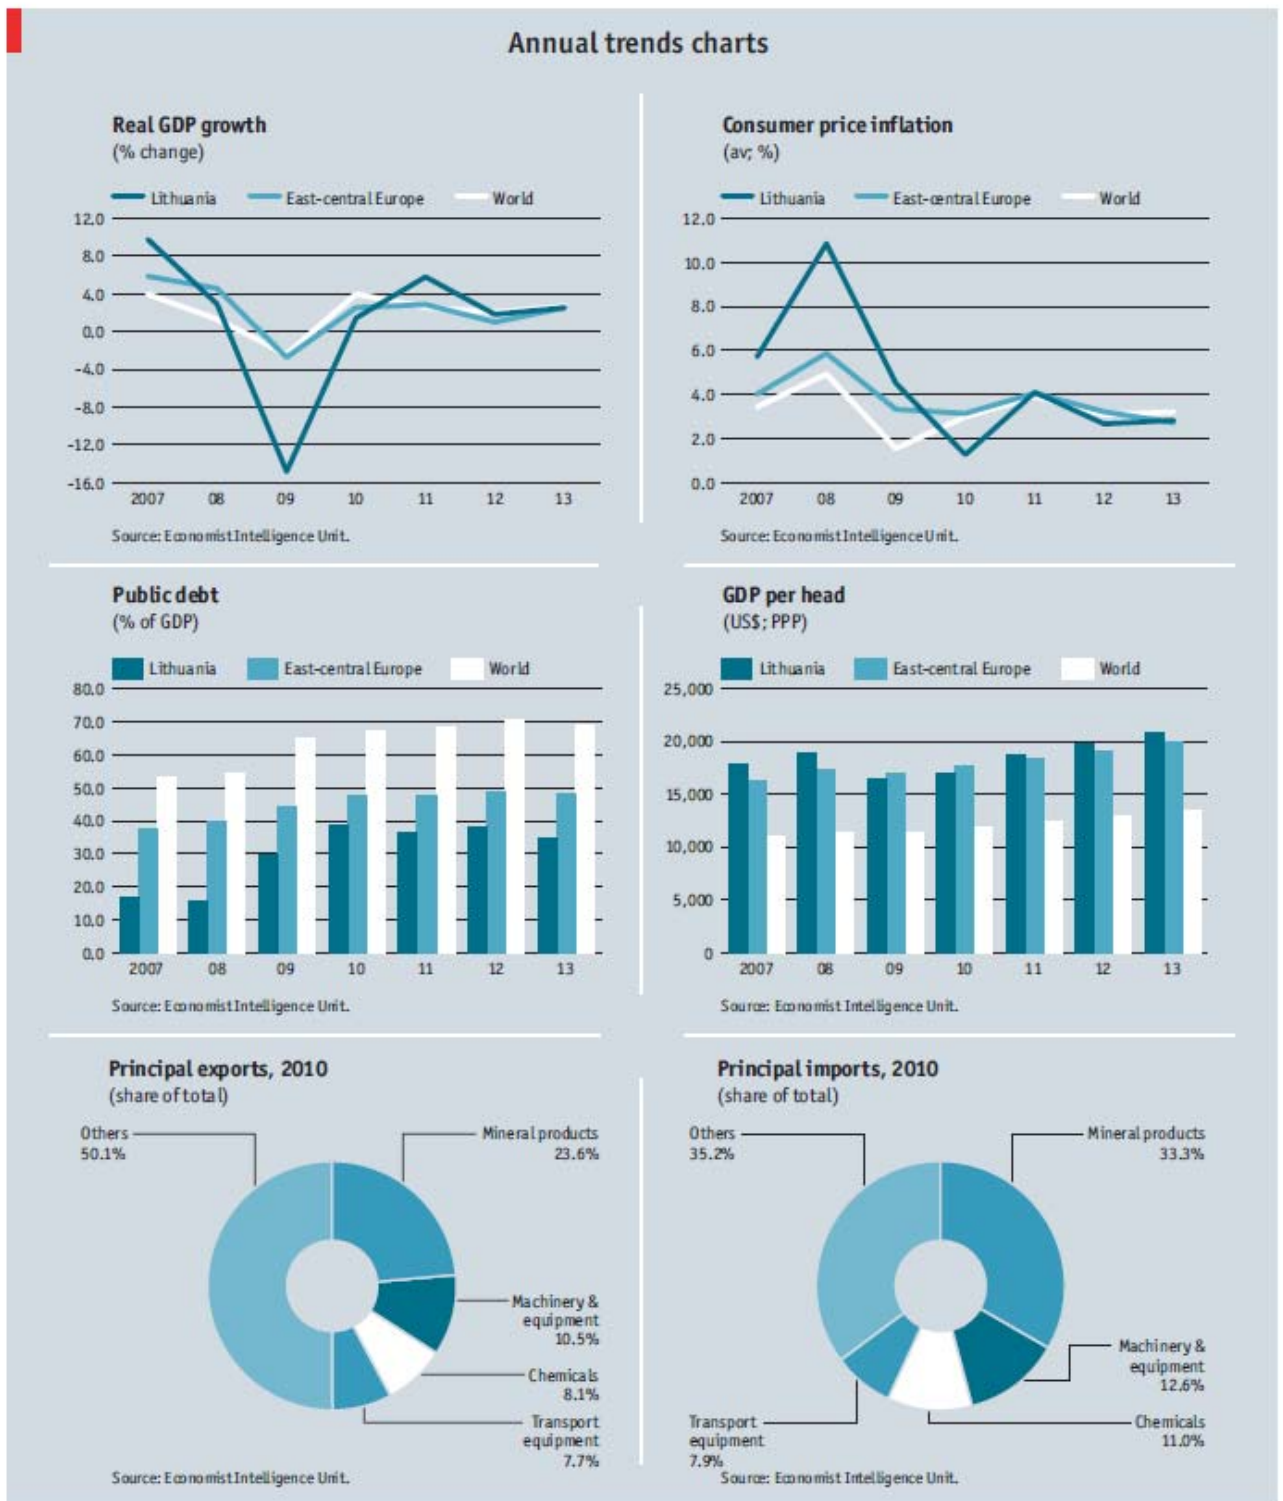 Annual trends charts
Real GDP growth
(% change)
Lithuania East-central Europe World
12.0
8.0
4.0
0.0
-4.0
-8.0
-12.0
-16.0
2007 08 09 10 11 12 13
Source: Economist Intelligence Unit.
Consumer price inflation
(av; %)
Lithuania East-central Europe World
12.0
10.0
8.0
6.0
4.0
2.0
0.0
2007 08 09 10 11 12 13
Source: Economist Intelligence Unit.
Public debt
(% of GDP)
Lithuania East-central Europe World
80.0
70.0
60.0
50.0
40.0
30.0
20.0
10.0
0.0
2007 08 09 10 11 12 13
Source: Economist Intelligence Unit.
GDP per head
(US$; PPP)
Lithuania East-central Europe World
25,000
20,000
15,000
10,000
5,000
0
2007 08 09 10 11 12 13
Source: Economist Intelligence Unit.
Principal exports, 2010
(share of total)
Others
50.1%
Mineral products
23.6%
Machinery &
equipment
10.5%
Chemicals
8.1%
Transport
equipment
7.7%
Source: Economist Intelligence Unit.
Principal imports, 2010
(share of total)
Others
35.2%
Mineral products
33.3%
Machinery &
equipment
12.6%
Chemicals
11.0%
Transport
equipment
7.9%
Source: Economist Intelligence Unit.